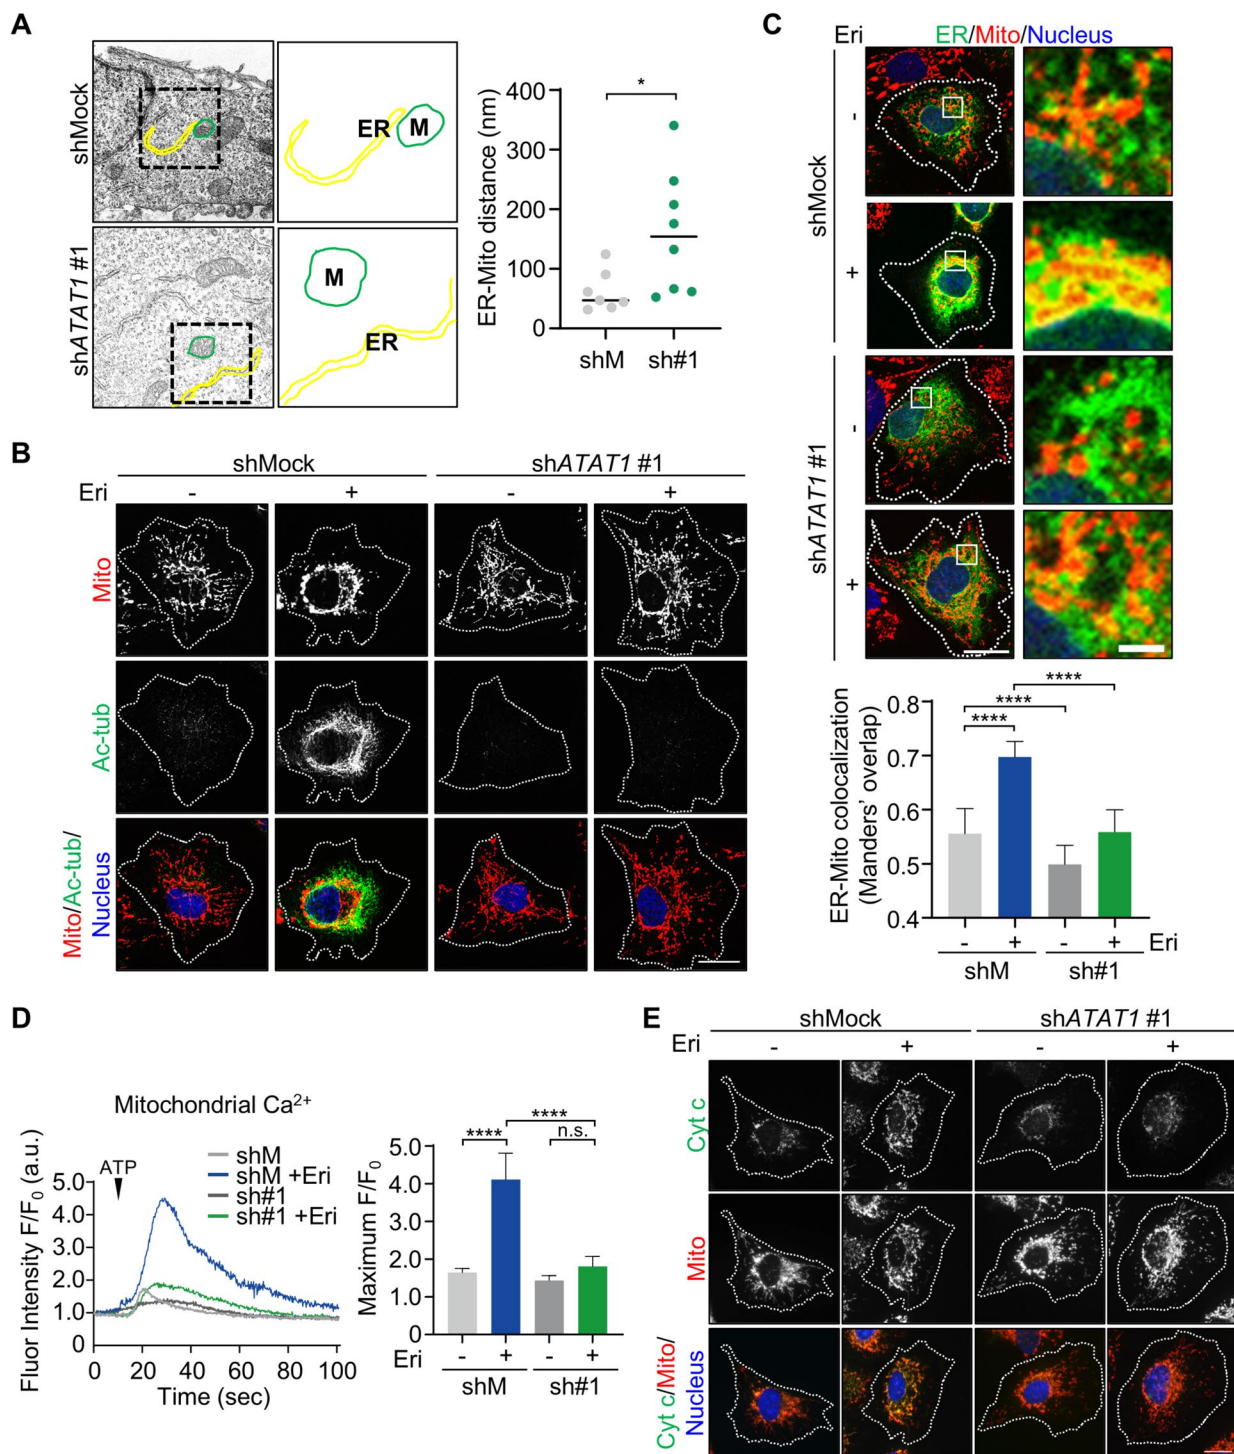 A
shMock
ER M
shATAT1 #1
M
ER
ER-Mito distance (nm)
400
300
200
100
0
*
shM sh#1
B
shMock shATAT1 #1
Eri - + - +
Mito
Ac-tub
Mito/Ac-tub/
Nucleus
C
Eri ER/Mito/Nucleus
shMock
-
+
shATAT1 #1
-
+
ER-Mito colocalization
(Manders’ overlap)
0.8
0.7
0.6
0.5
0.4
****
****
****
- + - + Eri
shM sh#1
D
Mitochondrial Ca2+
Fluor Intensity F/F0 (a.u.)
ATP
shM
shM +Eri
sh#1
sh#1 +Eri
5.0
4.0
3.0
2.0
1.0
0
0 20 40 60 80 100
Time (sec)
Maximum F/F0
5.0
4.0
3.0
2.0
1.0
0
****
****
n.s.
Eri - + - +
shM sh#1
E
shMock shATAT1 #1
Eri - + - +
Cyt c
Mito
Cyt c/Mito/
Nucleus